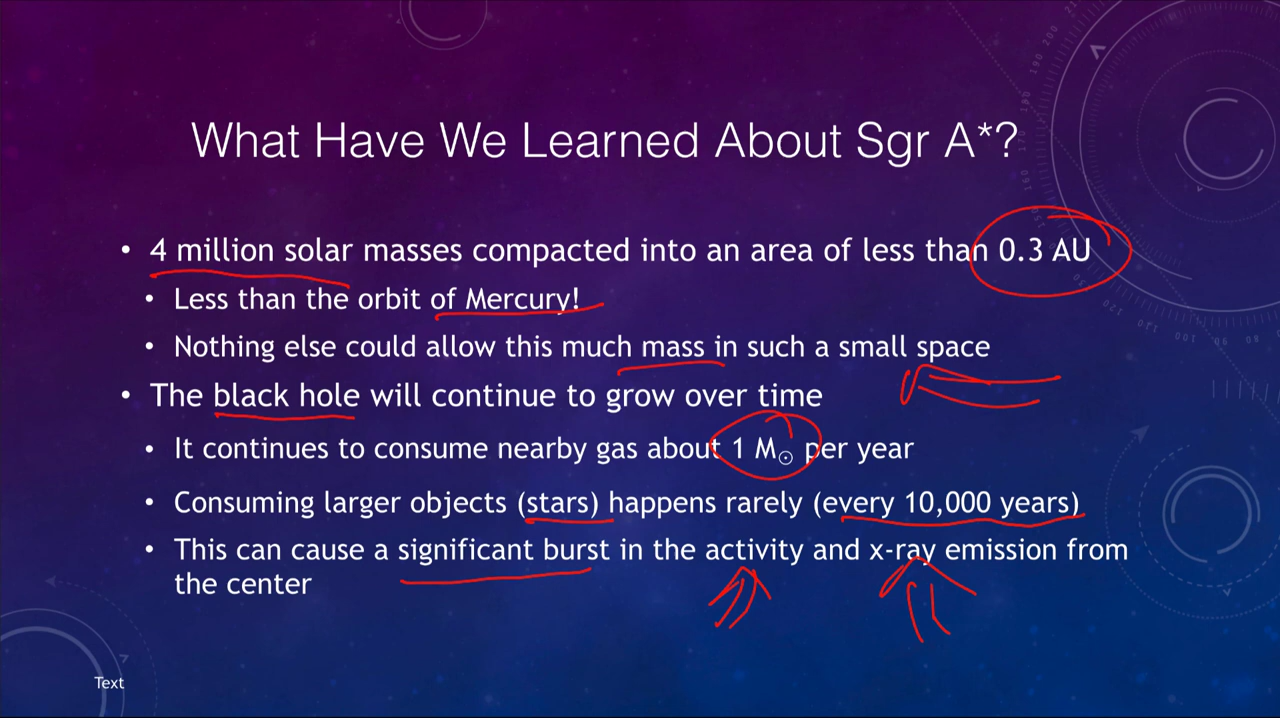 What Have We Learned About Sgr A*?
• 4 million solar masses compacted into an area of less than 0.3 AU
• Less than the orbit of Mercury!
• Nothing else could allow this much mass in such a small space
• The black hole will continue to grow over time
• It continues to consume nearby gas about 1 M☉ per year
• Consuming larger objects (stars) happens rarely (every 10,000 years)
• This can cause a significant burst in the activity and x-ray emission from
the center
Text